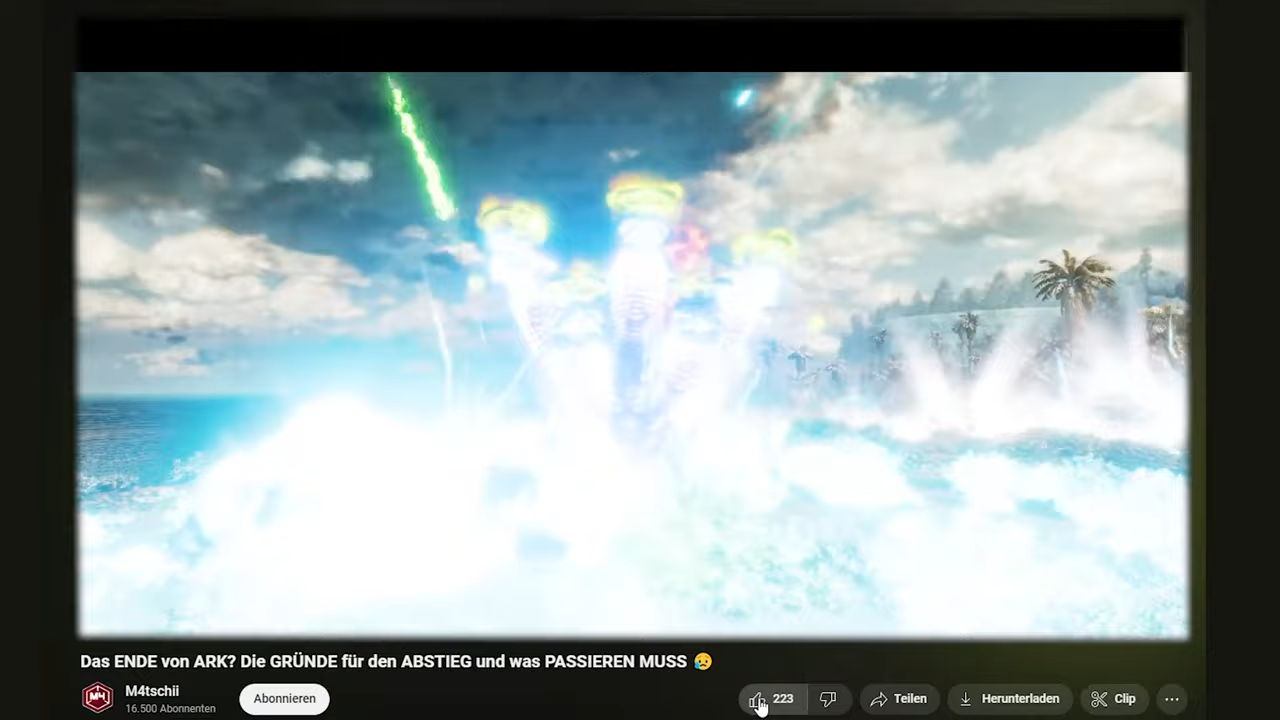 Das ENDE von ARK? Die GRÜNDE für den ABSTIEG und was PASSIEREN MUSS 😥
M4
M4tschii
16.500 Abonnenten
Abonnieren
223
Teilen
Herunterladen
Clip